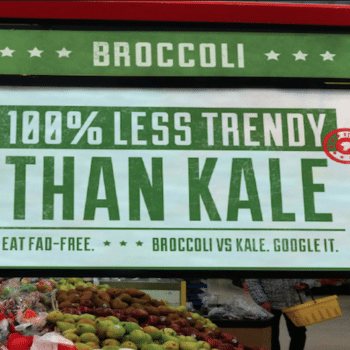 ★ ★ ★ BROCCOLI ★ ★ ★
100% LESS TRENDY
THAN KALE
EAT FAD-FREE. ★ ★ ★ BROCCOLI VS KALE. GOOGLE IT.